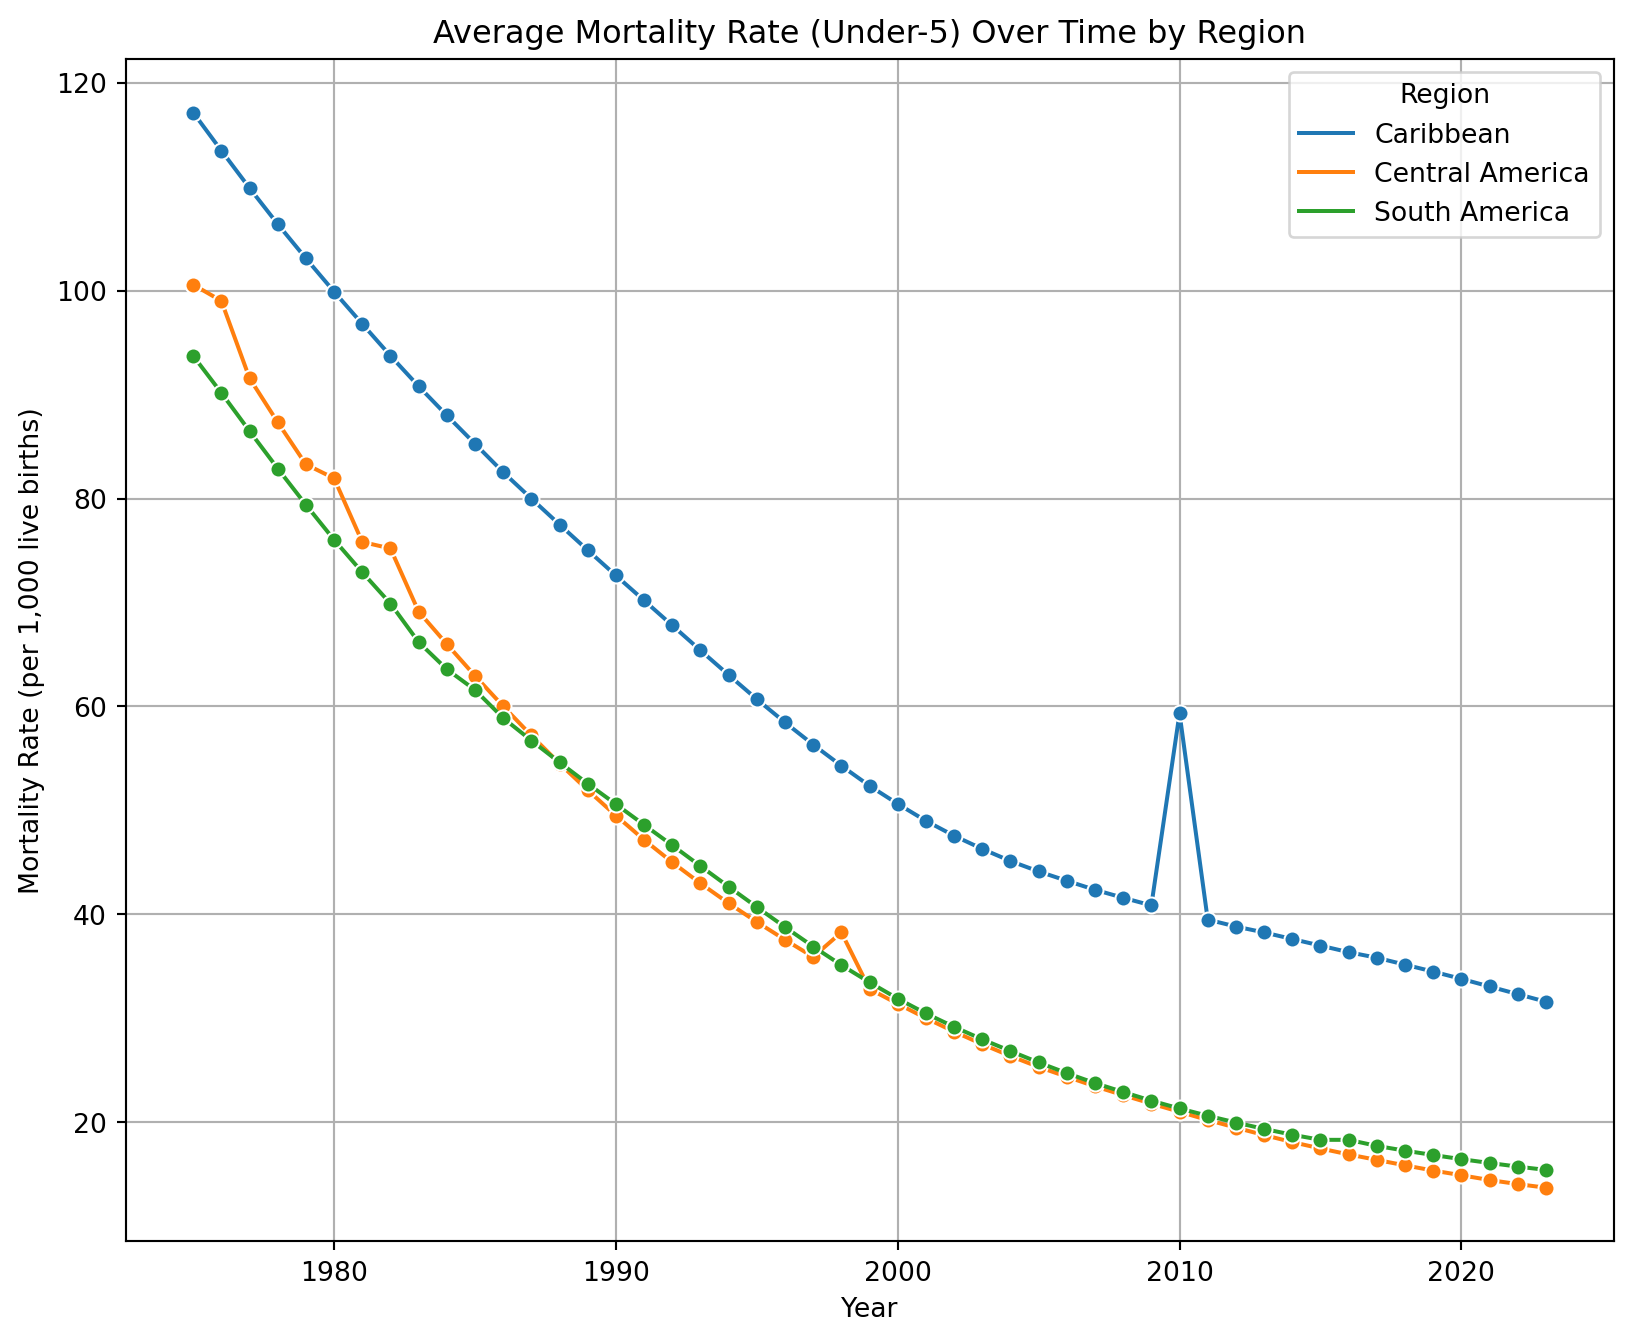 Average Mortality Rate (Under-5) Over Time by Region
Mortality Rate (per 1,000 live births)
120
100
80
60
40
20
Region
Caribbean
Central America
South America
1980
1990
2000
2010
2020
Year